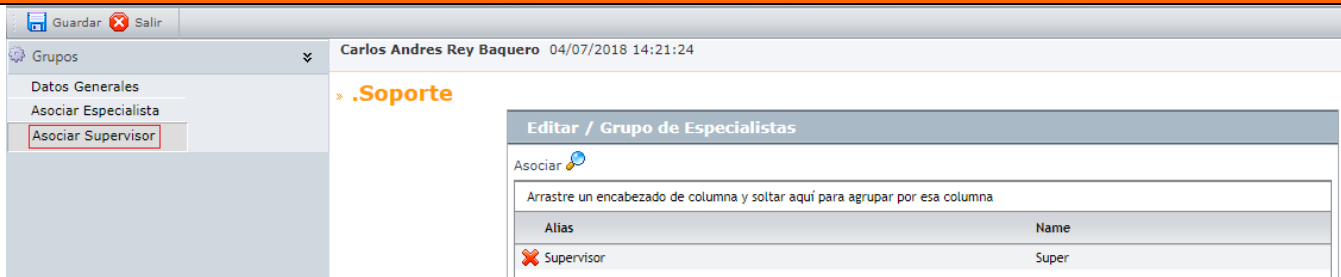 Guardar Salir
Grupos
Carlos Andres Rey Baquero 04/07/2018 14:21:24
Datos Generales
Asociar Especialista
Asociar Supervisor
» .Soporte
Editar / Grupo de Especialistas
Asociar
Arrastre un encabezado de columna y soltar aquí para agrupar por esa columna
Alias Name
Supervisor Super